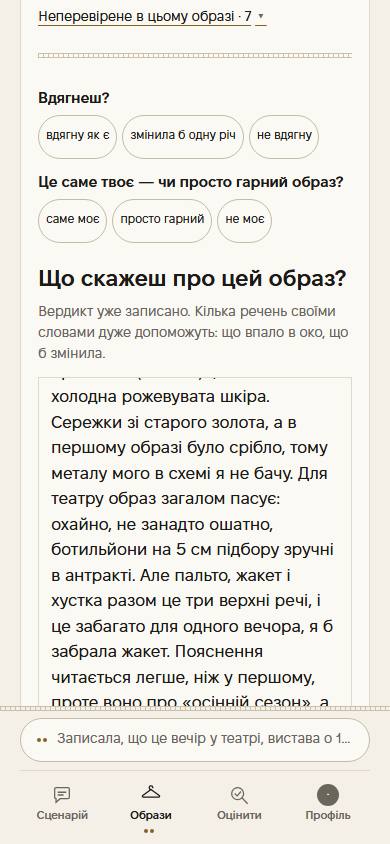 Неперевірене в цьому образі · 7 ▾
Вдягнеш?
вдягну як є
змінила б одну річ
не вдягну
Це саме твоє — чи просто гарний образ?
саме моє
просто гарний
не моє
Що скажеш про цей образ?
Вердикт уже записано. Кілька речень своїми
словами дуже допоможуть: що впало в око, що
б змінила.
холодна рожевувата шкіра.
Сережки зі старого золота, а в
першому образі було срібло, тому
металу мого в схемі я не бачу. Для
театру образ загалом пасує:
охайно, не занадто ошатно,
ботильйони на 5 см підбору зручні
в антракті. Але пальто, жакет і
хустка разом це три верхні речі, і
це забагато для одного вечора, я б
забрала жакет. Пояснення
читається легше, ніж у першому,
проте воно про «осінній сезон», а
Записала, що це вечір у театрі, вистава о 1...
Сценарій
Образи
Оцінити
Профіль